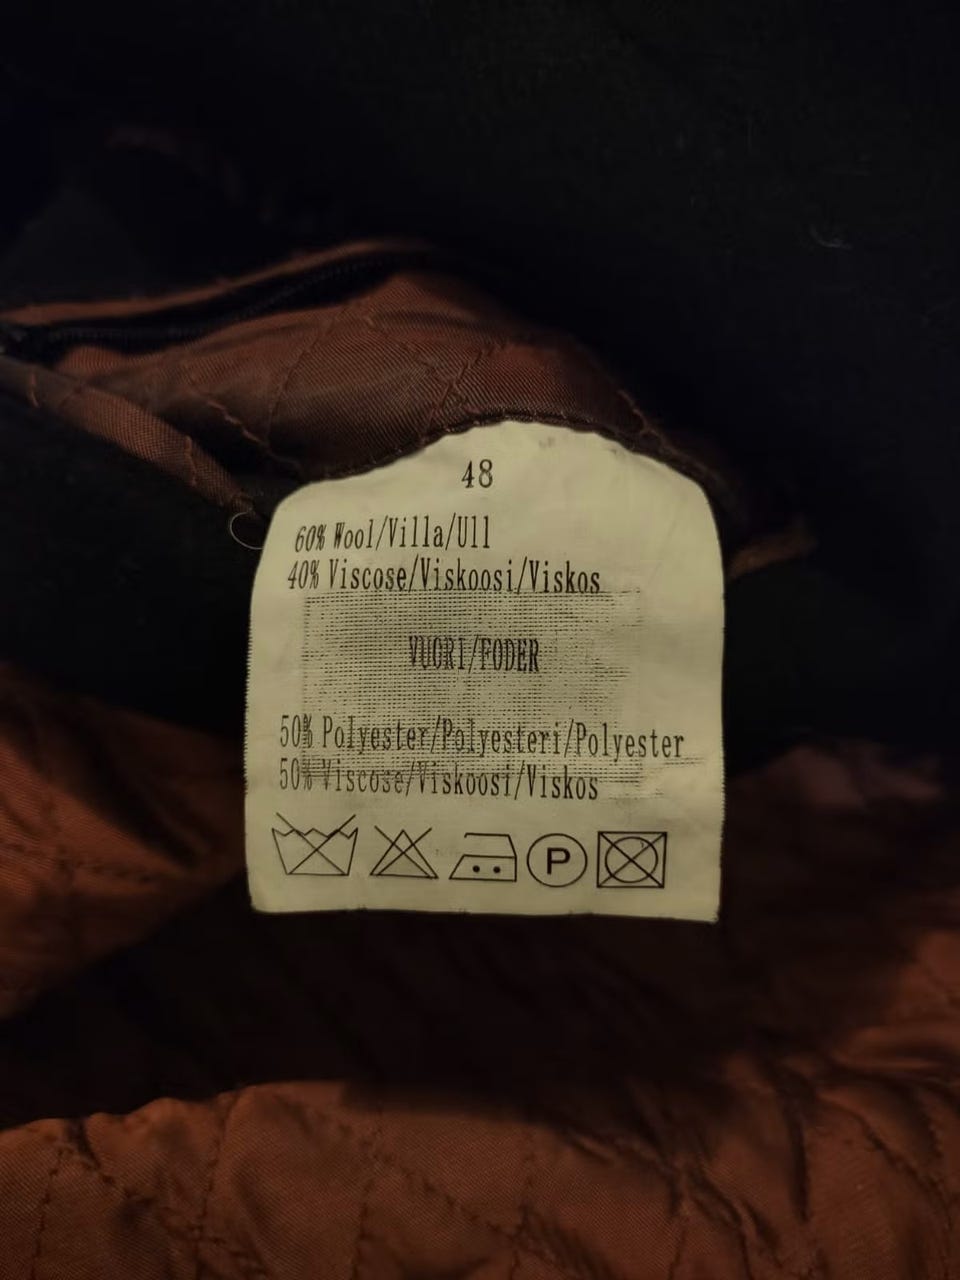 48
60% Wool/Villa/Ull
40% Viscose/Viskoosi/Viskos
VUORI/FODER
50% Polyester/Polyesteri/Polyester
50% Viscose/Viskoosi/Viskos
P